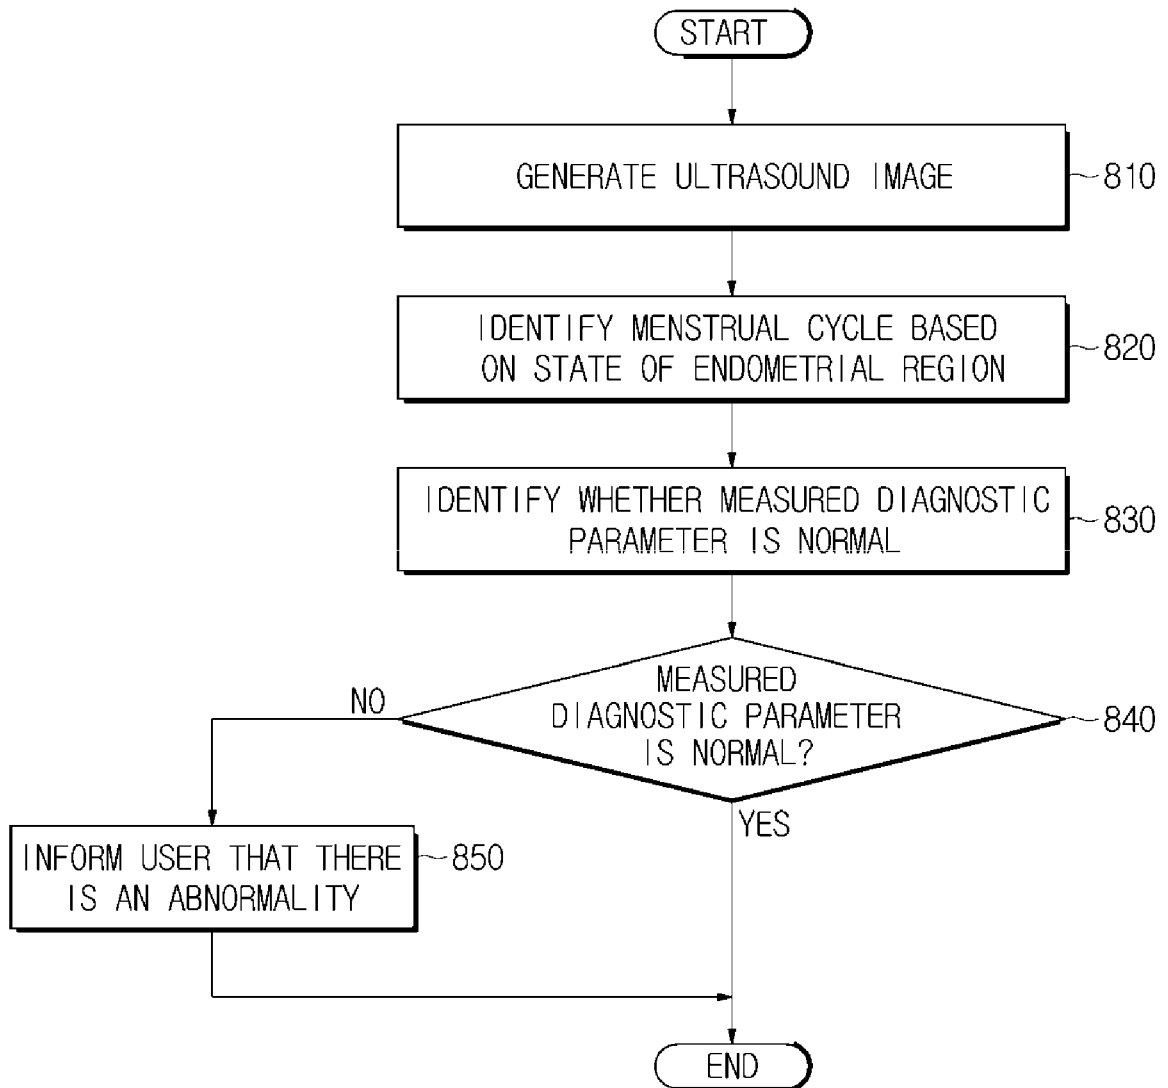 START
GENERATE ULTRASOUND IMAGE
810
IDENTIFY MENSTRUAL CYCLE BASED
ON STATE OF ENDOMETRIAL REGION
820
IDENTIFY WHETHER MEASURED DIAGNOSTIC
PARAMETER IS NORMAL
830
MEASURED
DIAGNOSTIC PARAMETER
IS NORMAL?
840
NO
YES
INFORM USER THAT THERE
IS AN ABNORMALITY
850
END